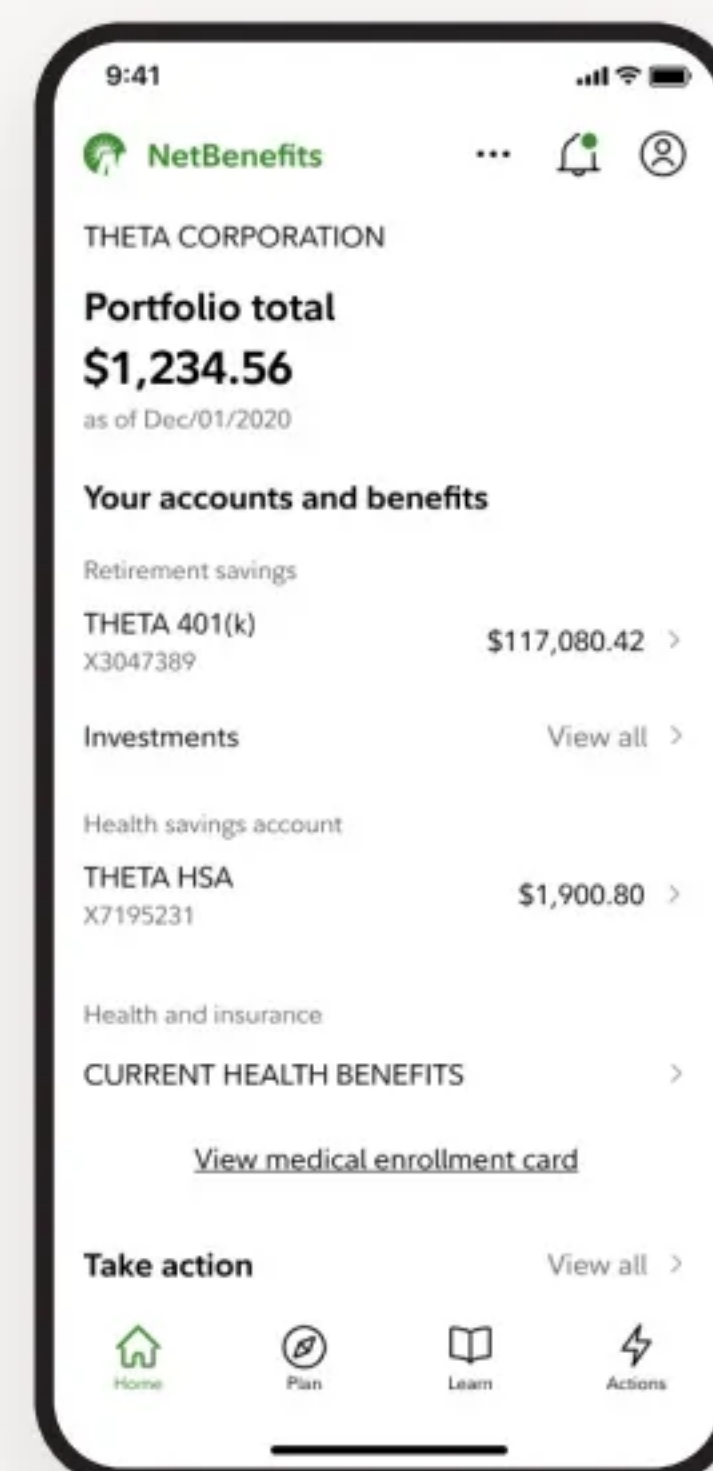 9:41
NetBenefits
THETA CORPORATION
Portfolio total
$1,234.56
as of Dec/01/2020
Your accounts and benefits
Retirement savings
THETA 401(k)
$117,080.42
X3047389
Investments
View all
Health savings account
THETA HSA
$1,900.80
X7195231
Health and insurance
CURRENT HEALTH BENEFITS
View medical enrollment card
Take action
View all
Home
Plan
Learn
Actions